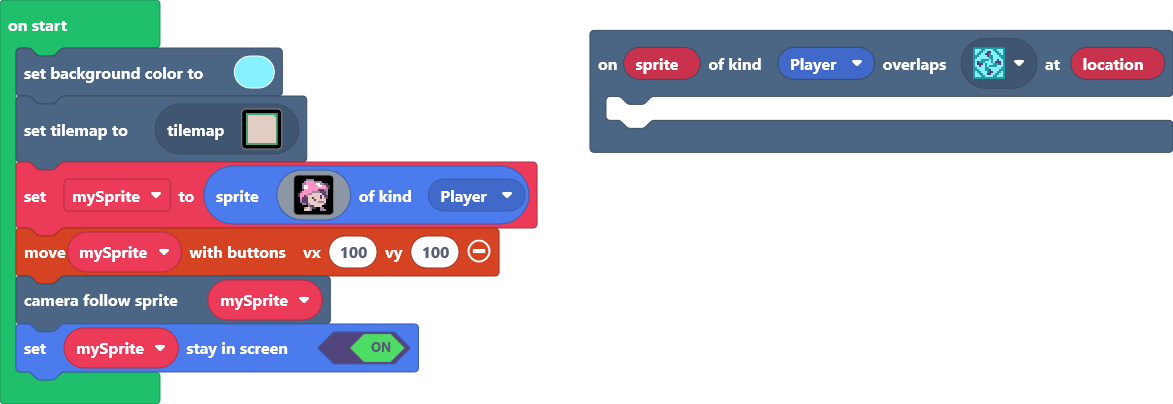 on start
set background color to
set tilemap to tilemap
set mySprite to sprite of kind Player
move mySprite with buttons vx 100 vy 100
camera follow sprite mySprite
set mySprite stay in screen ON
on sprite of kind Player overlaps at location